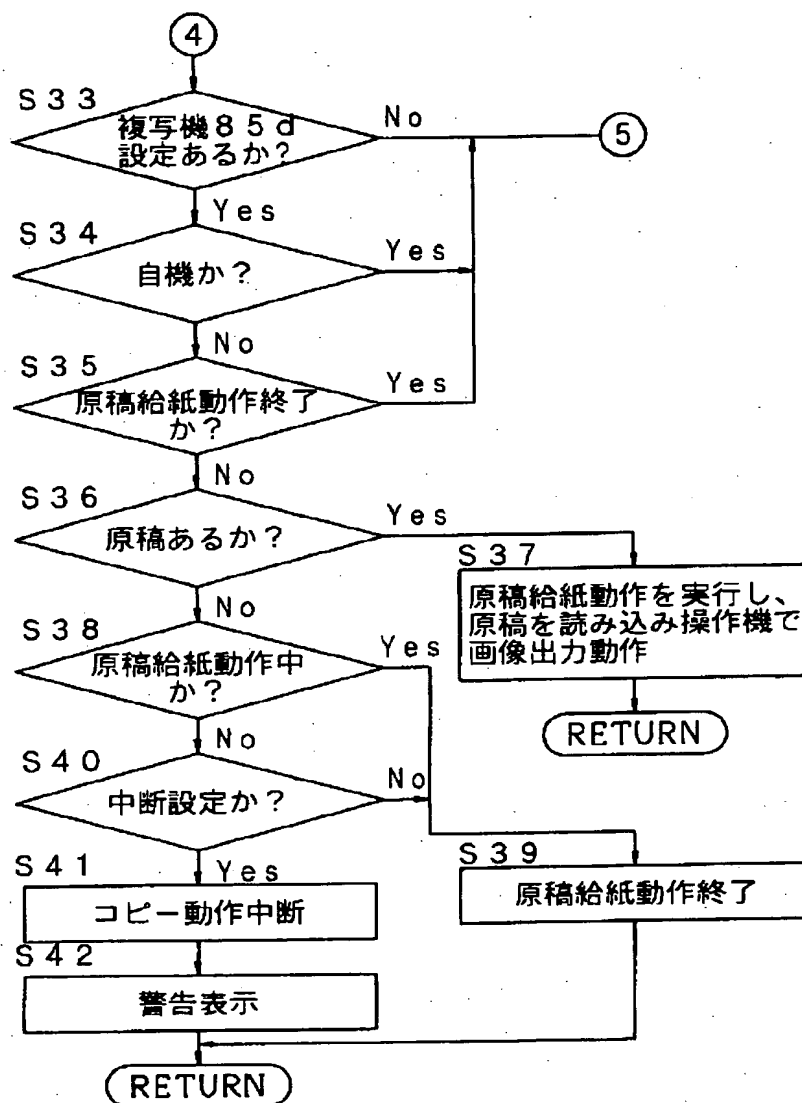 4
S33
複写機85d
設定あるか?
No
5
Yes
S34
自機か?
Yes
No
S35
原稿給紙動作終了
か?
Yes
No
S36
原稿あるか?
Yes
S37
原稿給紙動作を実行し、
原稿を読み込み操作機で
画像出力動作
RETURN
No
S38
原稿給紙動作中
か?
Yes
No
S40
中断設定か?
No
S39
原稿給紙動作終了
Yes
S41
コピー動作中断
S42
警告表示
RETURN